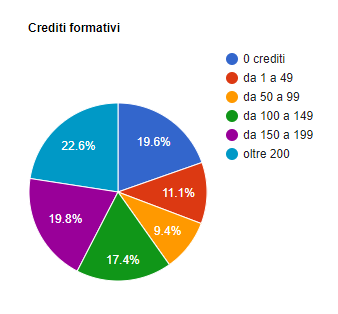 Crediti formativi
0 crediti
da 1 a 49
da 50 a 99
da 100 a 149
da 150 a 199
oltre 200
19.6%
11.1%
9.4%
17.4%
19.8%
22.6%